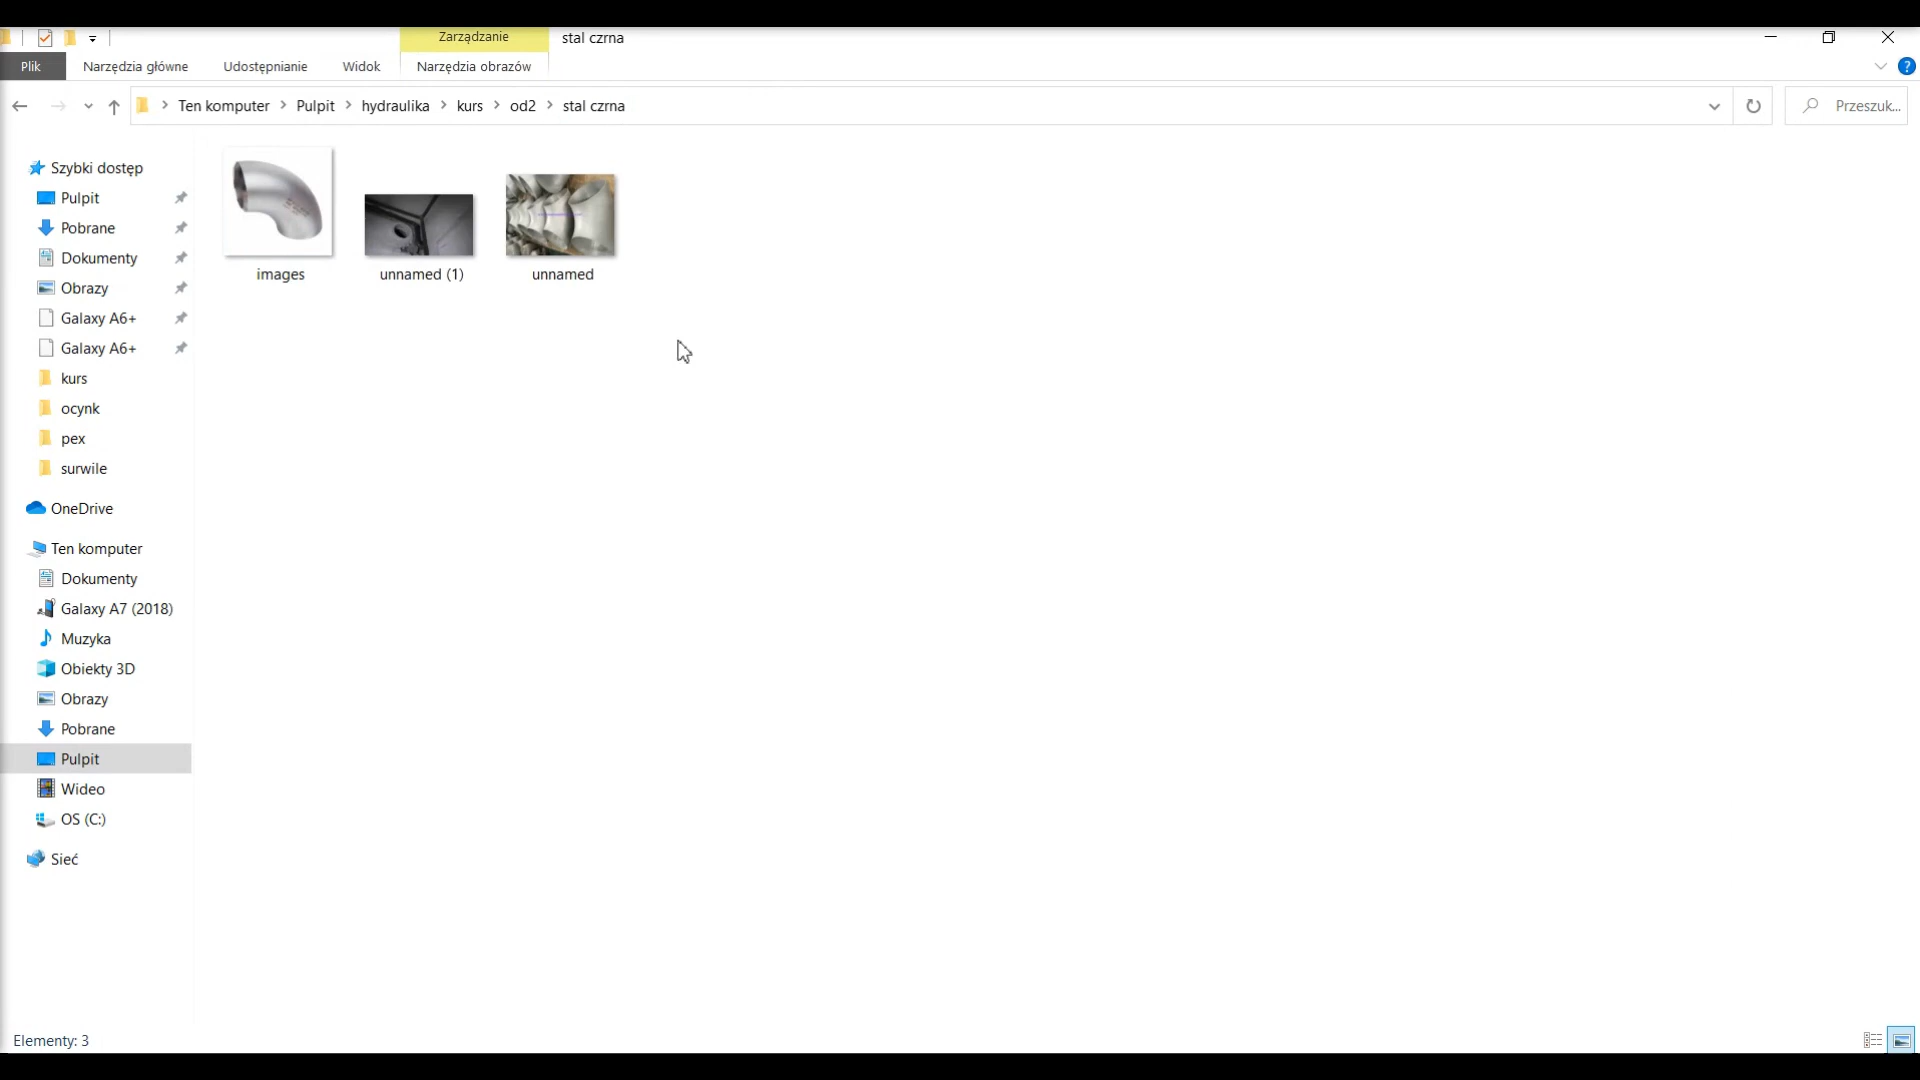 Zarządzanie
stal czrna
Plik
Narzędzia główne
Udostępnianie
Widok
Narzędzia obrazów
?
Ten komputer
Pulpit
hydraulika
kurs
od2
stal czrna
Przeszuk...
Szybki dostęp
Pulpit
Pobrane
Dokumenty
Obrazy
Galaxy A6+
Galaxy A6+
kurs
ocynk
pex
surwile
OneDrive
Ten komputer
Dokumenty
Galaxy A7 (2018)
Muzyka
Obiekty 3D
Obrazy
Pobrane
Pulpit
Wideo
OS (C:)
Sieć
images
unnamed (1)
unnamed
Elementy: 3